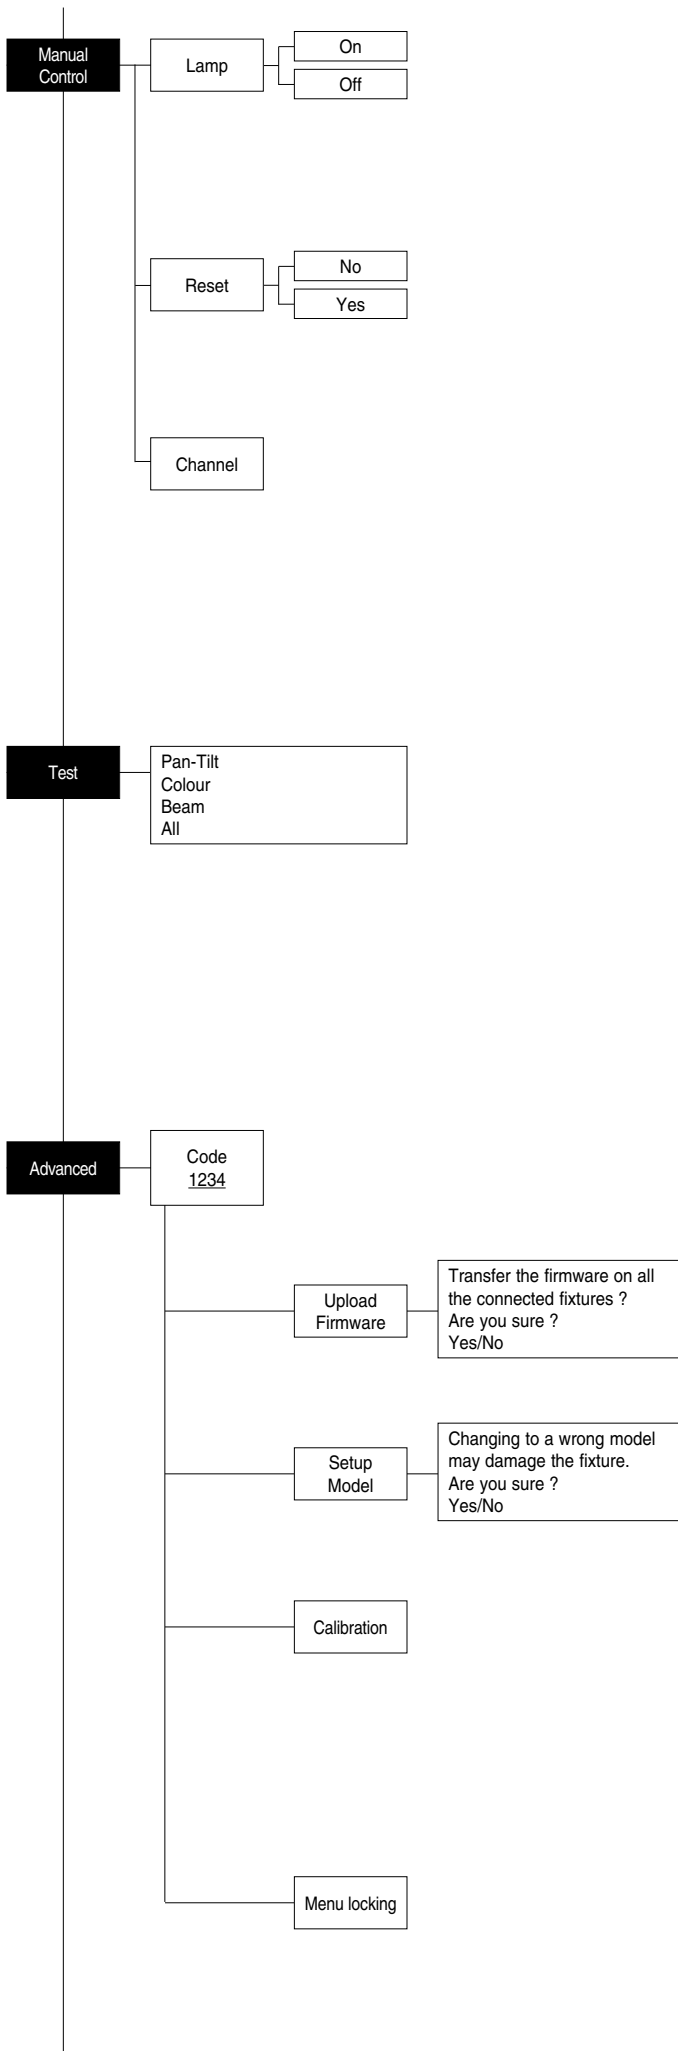 Manual
Control
Lamp
On
Off
Reset
No
Yes
Channel
Test
Pan-Tilt
Colour
Beam
All
Advanced
Code
1234
Upload
Firmware
Transfer the firmware on all
the connected fixtures ?
Are you sure ?
Yes/No
Setup
Model
Changing to a wrong model
may damage the fixture.
Are you sure ?
Yes/No
Calibration
Menu locking